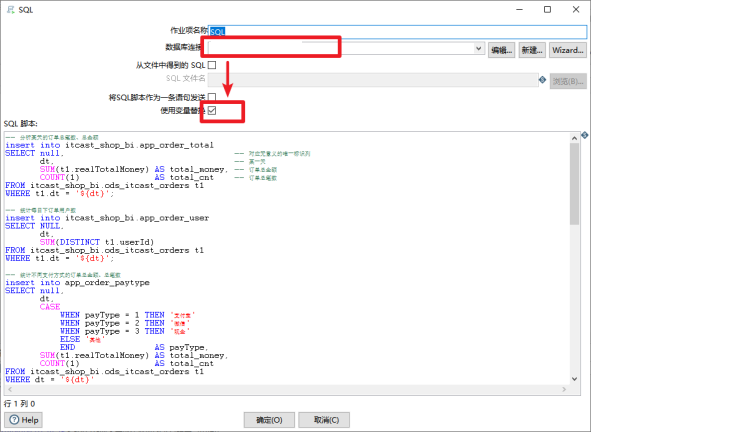 SQL
作业项名称 SQL
数据库连接 编辑... 新建... Wizard...
从文件中得到的 SQL
SQL 文件名 浏览(B)...
将SQL脚本作为一条语句发送
使用变量替换
SQL 脚本:
-- 分析某天的订单总笔数、总金额
insert into itcast_shop_bi.app_order_total
SELECT null, -- 对应无意义的唯一标识列
dt, -- 某一天
SUM(t1.realTotalMoney) AS total_money, -- 订单总金额
COUNT(1) AS total_cnt -- 订单总笔数
FROM itcast_shop_bi.ods_itcast_orders t1
WHERE t1.dt = '${dt}';
-- 统计每日下订单用户数
insert into itcast_shop_bi.app_order_user
SELECT NULL,
dt,
SUM(DISTINCT t1.userId)
FROM itcast_shop_bi.ods_itcast_orders t1
WHERE t1.dt = '${dt}';
-- 统计不同支付方式的订单总金额、总笔数
insert into app_order_paytype
SELECT null,
dt,
CASE
WHEN payType = 1 THEN '支付宝'
WHEN payType = 2 THEN '微信'
WHEN payType = 3 THEN '现金'
ELSE '其他'
END AS payType,
SUM(t1.realTotalMoney) AS total_money,
COUNT(1) AS total_cnt
FROM itcast_shop_bi.ods_itcast_orders t1
WHERE dt = '${dt}'
行 1 列 0
Help 确定(O) 取消(C)